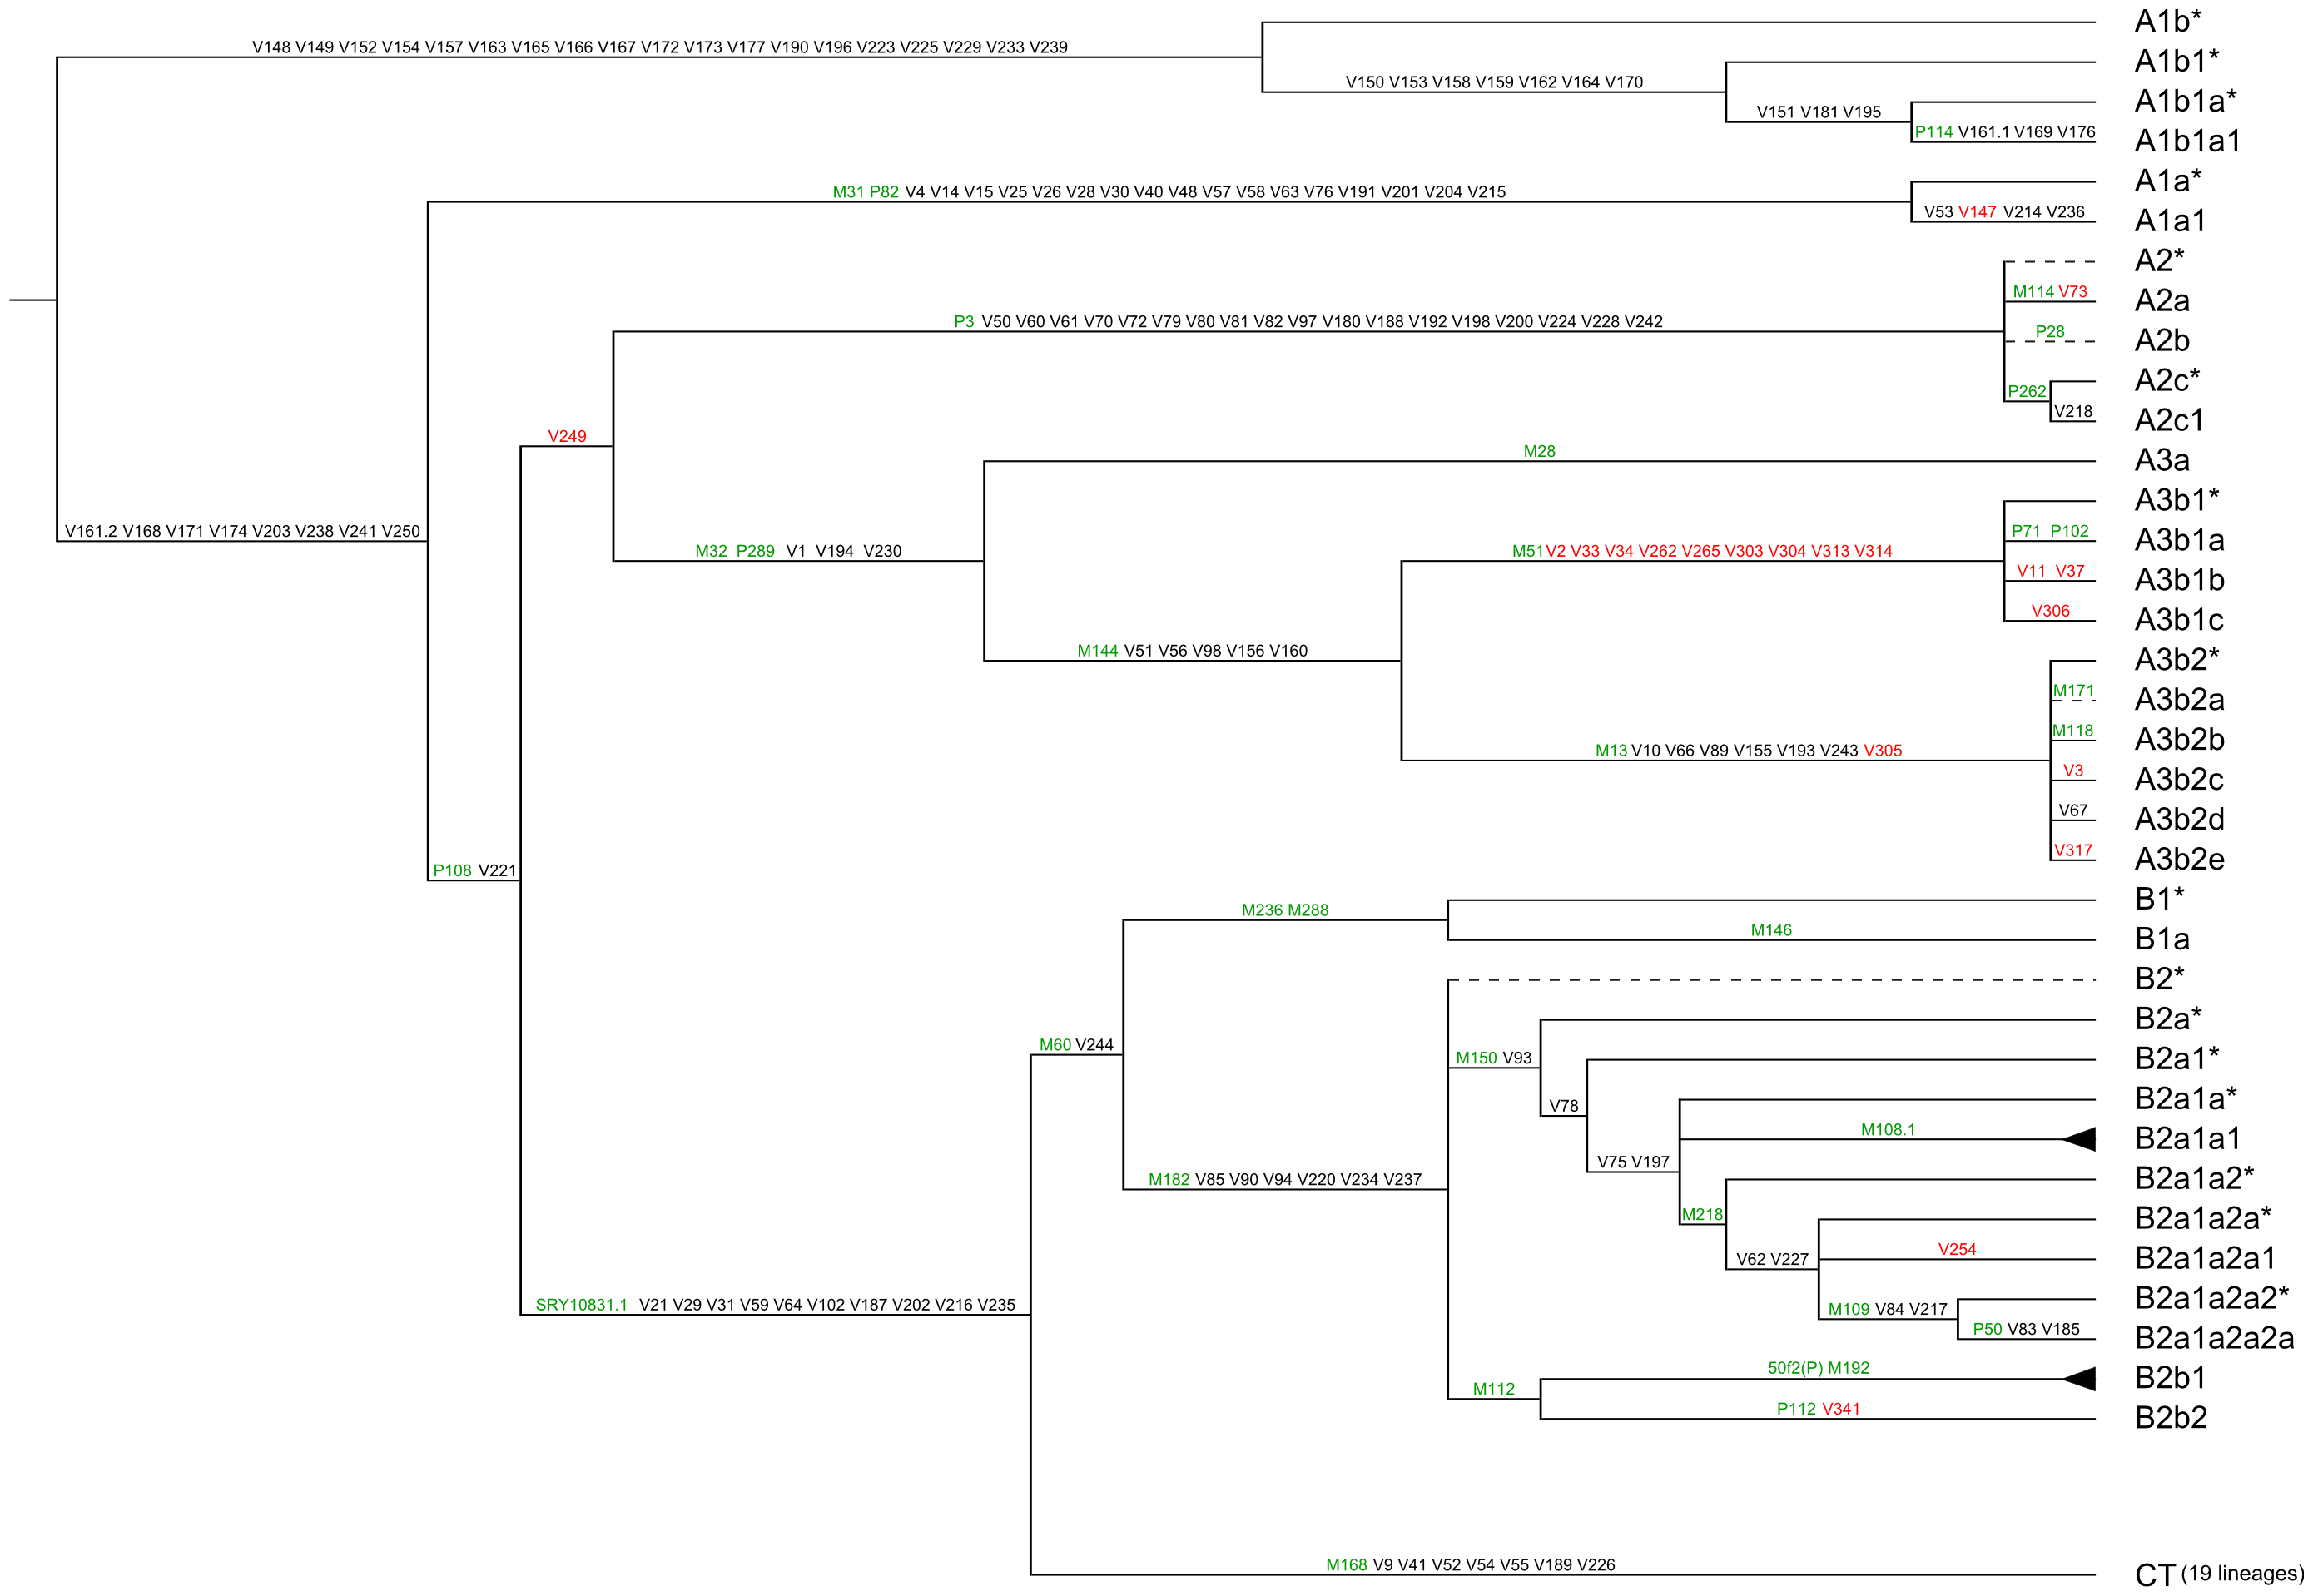 A1b*
V148 V149 V152 V154 V157 V163 V165 V166 V167 V172 V173 V177 V190 V196 V223 V225 V229 V233 V239
A1b1*
V150 V153 V158 V159 V162 V164 V170
A1b1a*
V151 V181 V195
P114 V161.1 V169 V176
A1b1a1
A1a*
M31 P82 V4 V14 V15 V25 V26 V28 V30 V40 V48 V57 V58 V63 V76 V191 V201 V204 V215
V53 V147 V214 V236
A1a1
A2*
M114 V73
A2a
P3 V50 V60 V61 V70 V72 V79 V80 V81 V82 V97 V180 V188 V192 V198 V200 V224 V228 V242
P28
A2b
A2c*
P262
V218
A2c1
V249
M28
A3a
A3b1*
V161.2 V168 V171 V174 V203 V238 V241 V250
P71 P102
A3b1a
M32 P289 V1 V194 V230
M51 V2 V33 V34 V262 V265 V303 V304 V313 V314
V11 V37
A3b1b
V306
A3b1c
M144 V51 V56 V98 V156 V160
A3b2*
M171
A3b2a
M118
A3b2b
M13 V10 V66 V89 V155 V193 V243 V305
V3
A3b2c
V67
A3b2d
V317
A3b2e
P108 V221
B1*
M236 M288
M146
B1a
B2*
B2a*
M60 V244
M150 V93
B2a1*
V78
B2a1a*
M108.1
B2a1a1
V75 V197
M182 V85 V90 V94 V220 V234 V237
B2a1a2*
M218
B2a1a2a*
V62 V227
V254
B2a1a2a1
SRY10831.1 V21 V29 V31 V59 V64 V102 V187 V202 V216 V235
B2a1a2a2*
M109 V84 V217
P50 V83 V185
B2a1a2a2a
50f2(P) M192
B2b1
M112
P112 V341
B2b2
M168 V9 V41 V52 V54 V55 V189 V226
CT (19 lineages)